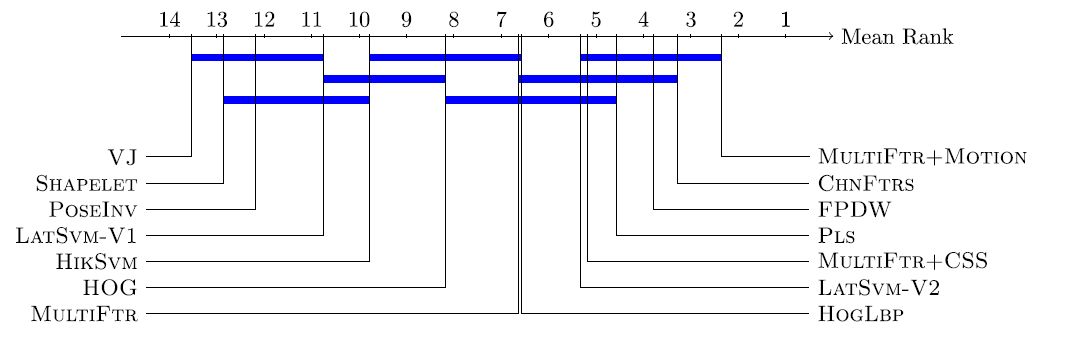 14 13 12 11 10 9 8 7 6 5 4 3 2 1
Mean Rank
VJ
MultiFtr+Motion
Shapelet
ChnFtrs
PoseInv
FPDW
LatSvm-V1
Pls
HikSvm
MultiFtr+CSS
HOG
LatSvm-V2
MultiFtr
HogLbp